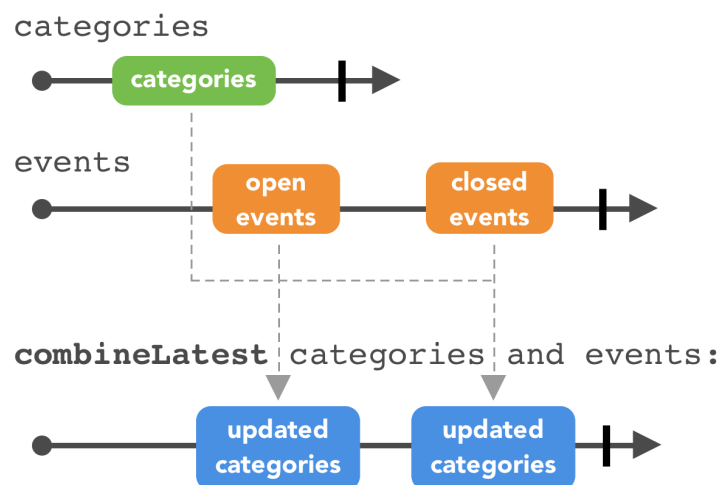 categories
categories
events
open
events
closed
events
combineLatest categories and events:
updated
categories
updated
categories